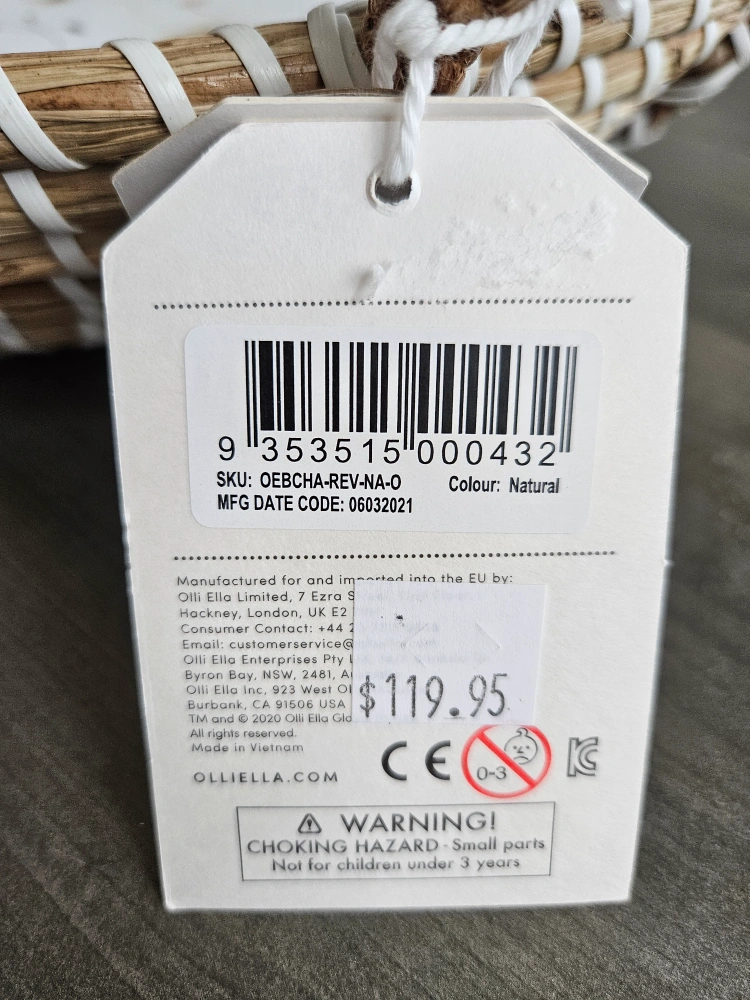 9 353515 000432
SKU: OEBCHA-REV-NA-O Colour: Natural
MFG DATE CODE: 06032021
Manufactured for and imported into the EU by:
Olli Ella Limited, 7 Ezra
Hackney, London, UK E2
Consumer Contact: +44
Email: customerservice@
Olli Ella Enterprises Pty
Byron Bay, NSW, 2481,
Olli Ella Inc, 923 West
Burbank, CA 91506 USA
TM and © 2020 Olli Ella
All rights reserved.
Made in Vietnam
$119.95
OLLIELLA.COM
CE
0-3
WARNING!
CHOKING HAZARD - Small parts
Not for children under 3 years